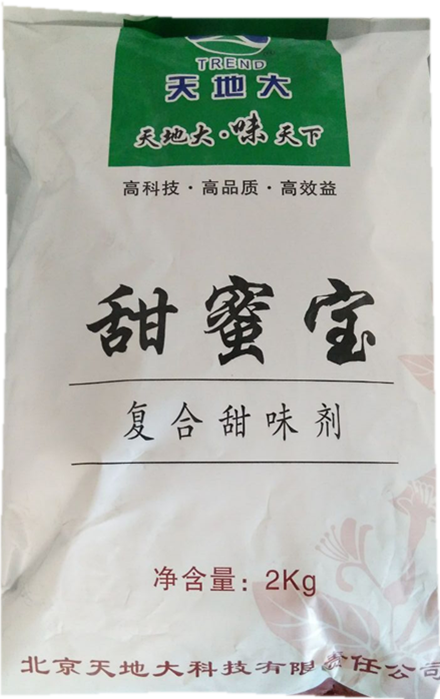 TREND
天地大
天地大·味天下
高科技·高品质·高效益
甜蜜宝
复合甜味剂
净含量：2Kg
北京天地大科技有限责任公司